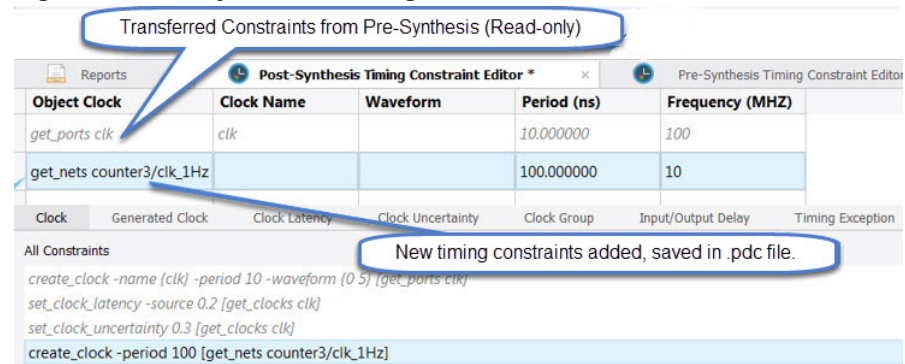 Transferred Constraints from Pre-Synthesis (Read-only)
Reports Post-Synthesis Timing Constraint Editor * × Pre-Synthesis Timing Constraint Editor
Object Clock Clock Name Waveform Period (ns) Frequency (MHZ)
get_ports clk clk 10.000000 100
get_nets counter3/clk_1Hz 100.000000 10
Clock Generated Clock Clock Latency Clock Uncertainty Clock Group Input/Output Delay Timing Exception
All Constraints
New timing constraints added, saved in .pdc file.
create_clock -name {clk} -period 10 -waveform {0 5} [get_ports clk]
set_clock_latency -source 0.2 [get_clocks clk]
set_clock_uncertainty 0.3 [get_clocks clk]
create_clock -period 100 [get_nets counter3/clk_1Hz]